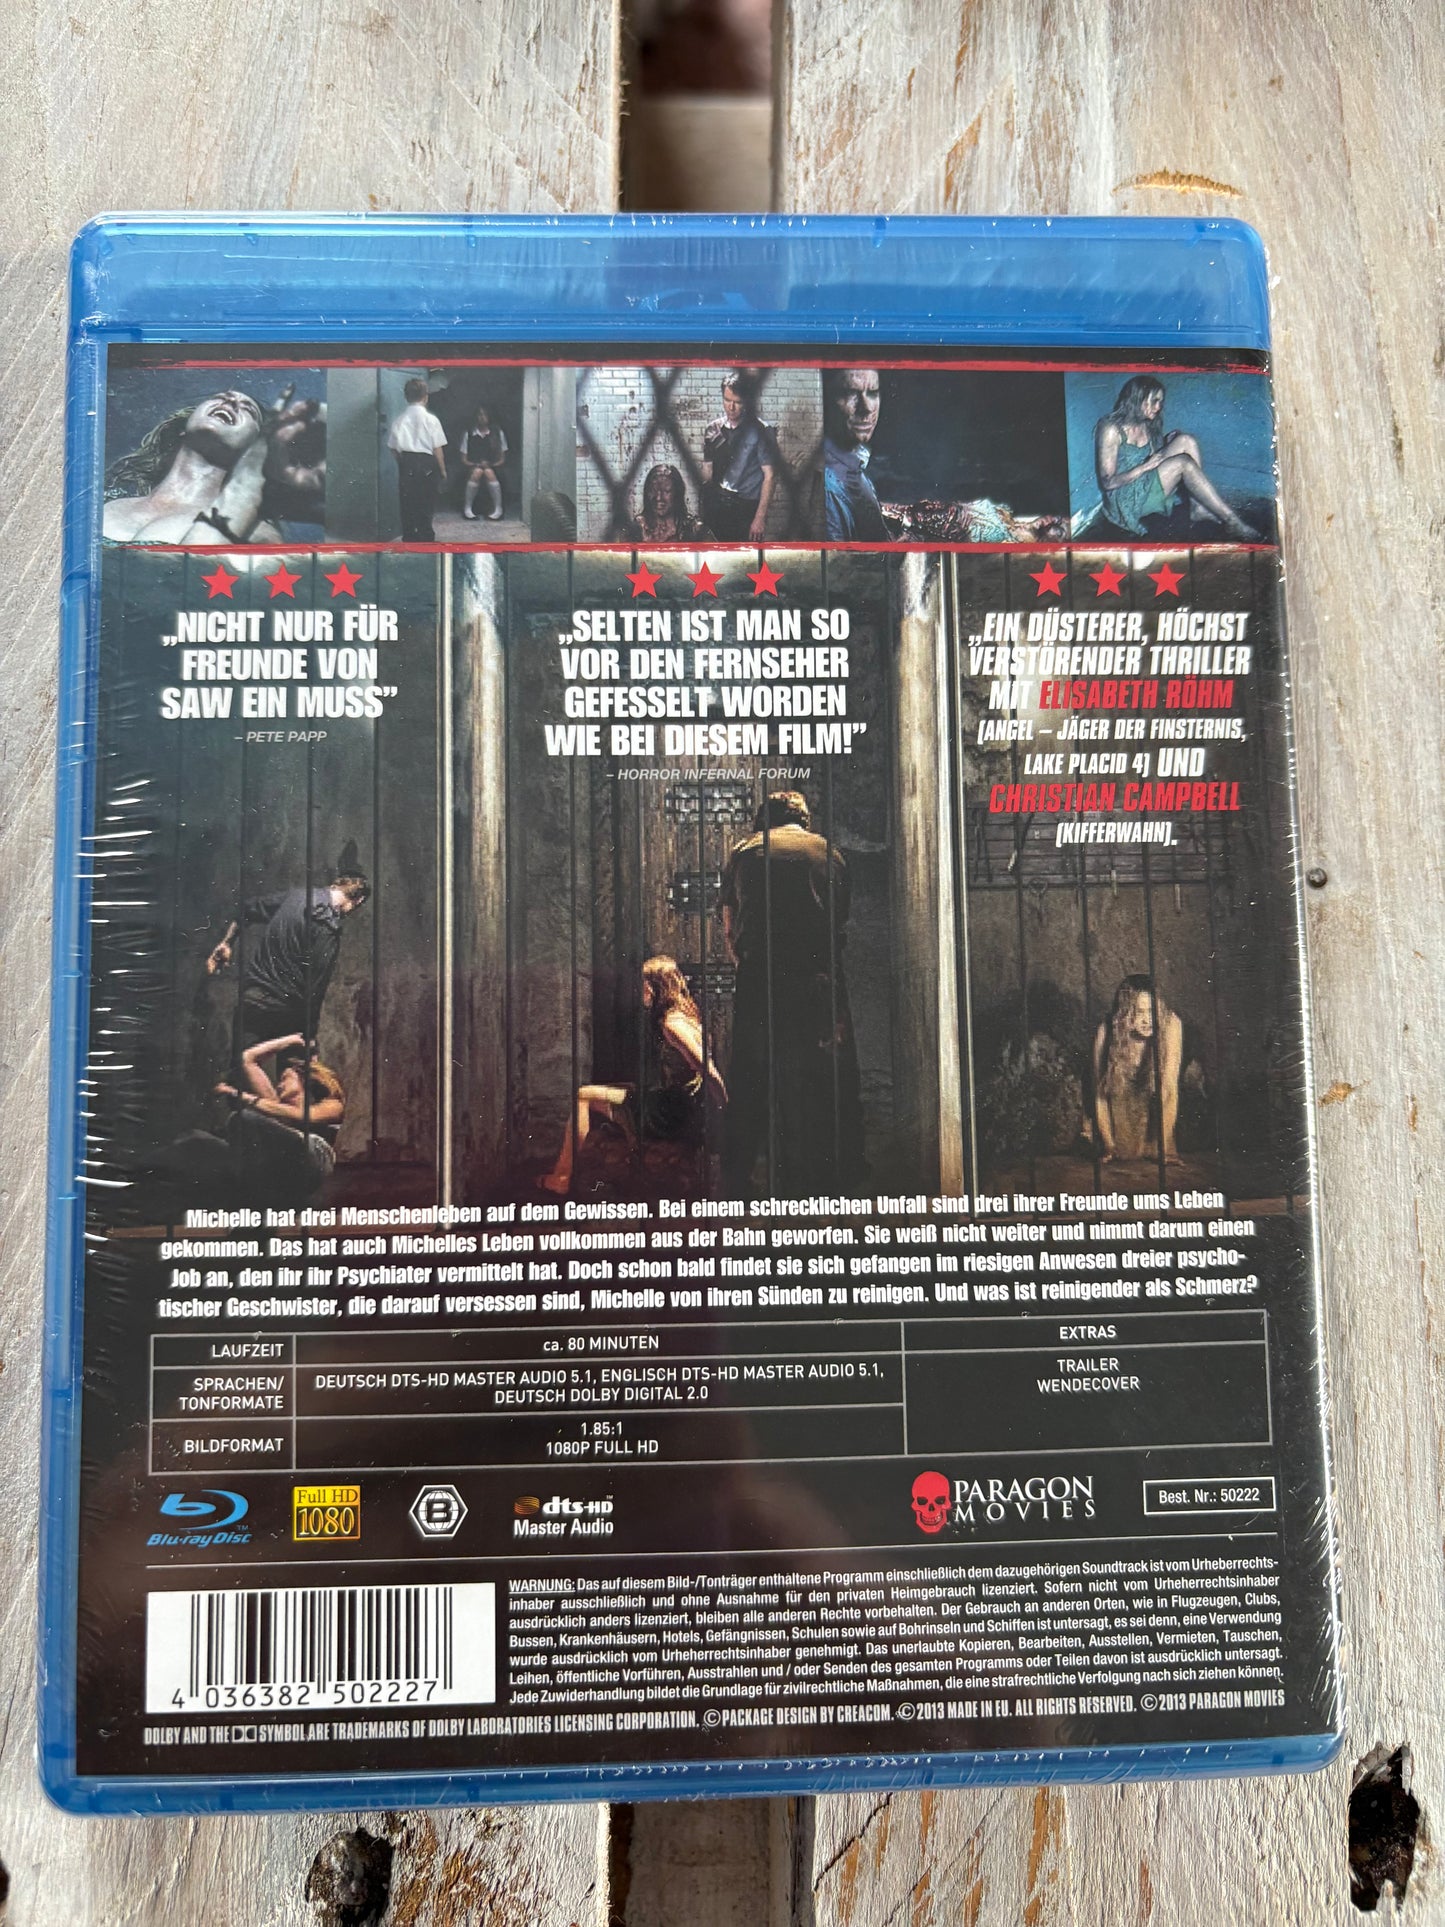 „NICHT NUR FÜR
FREUNDE VON
SAW EIN MUSS”
– PETE PAPP
„SELTEN IST MAN SO
VOR DEN FERNSEHER
GEFESSELT WORDEN
WIE BEI DIESEM FILM!”
– HORROR INFERNAL FORUM
„EIN DÜSTERER, HÖCHST
VERSTÖRENDER THRILLER
MIT ELISABETH RÖHM
(ANGEL – JÄGER DER FINSTERNIS,
LAKE PLACID 4) UND
CHRISTIAN CAMPBELL
(KIFFERWAHN).
Michelle hat drei Menschenleben auf dem Gewissen. Bei einem schrecklichen Unfall sind drei ihrer Freunde ums Leben
gekommen. Das hat auch Michelles Leben vollkommen aus der Bahn geworfen. Sie weiß nicht weiter und nimmt darum einen
Job an, den ihr ihr Psychiater vermittelt hat. Doch schon bald findet sie sich gefangen im riesigen Anwesen dreier psycho-
tischer Geschwister, die darauf versessen sind, Michelle von ihren Sünden zu reinigen. Und was ist reinigender als Schmerz?
LAUFZEIT
ca. 80 MINUTEN
SPRACHEN/
TONFORMATE
DEUTSCH DTS-HD MASTER AUDIO 5.1, ENGLISCH DTS-HD MASTER AUDIO 5.1,
DEUTSCH DOLBY DIGITAL 2.0
BILDFORMAT
1.85:1
1080P FULL HD
EXTRAS
TRAILER
WENDECOVER
Blu-ray Disc™
Full HD
1080
B
dts-HD™
Master Audio
PARAGON
MOVIES
Best. Nr.: 50222
WARNUNG: Das auf diesem Bild-/Tonträger enthaltene Programm einschließlich dem dazugehörigen Soundtrack ist vom Urheberrechts-
inhaber ausschließlich und ohne Ausnahme für den privaten Heimgebrauch lizenziert. Sofern nicht vom Urheberrechtsinhaber
ausdrücklich anders lizenziert, bleiben alle anderen Rechte vorbehalten. Der Gebrauch an anderen Orten, wie in Flugzeugen, Clubs,
Bussen, Krankenhäusern, Hotels, Gefängnissen, Schulen sowie auf Bohrinseln und Schiffen ist untersagt, es sei denn, eine Verwendung
wurde ausdrücklich vom Urheberrechtsinhaber genehmigt. Das unerlaubte Kopieren, Bearbeiten, Ausstellen, Vermieten, Tauschen,
Leihen, öffentliche Vorführen, Ausstrahlen und / oder Senden des gesamten Programms oder Teilen davon ist ausdrücklich untersagt.
Jede Zuwiderhandlung bildet die Grundlage für zivilrechtliche Maßnahmen, die eine strafrechtliche Verfolgung nach sich ziehen können.
4 036382 502227
DOLBY AND THE DD SYMBOL ARE TRADEMARKS OF DOLBY LABORATORIES LICENSING CORPORATION. ©PACKAGE DESIGN BY CREACOM. ©2013 MADE IN EU. ALL RIGHTS RESERVED. ©2013 PARAGON MOVIES